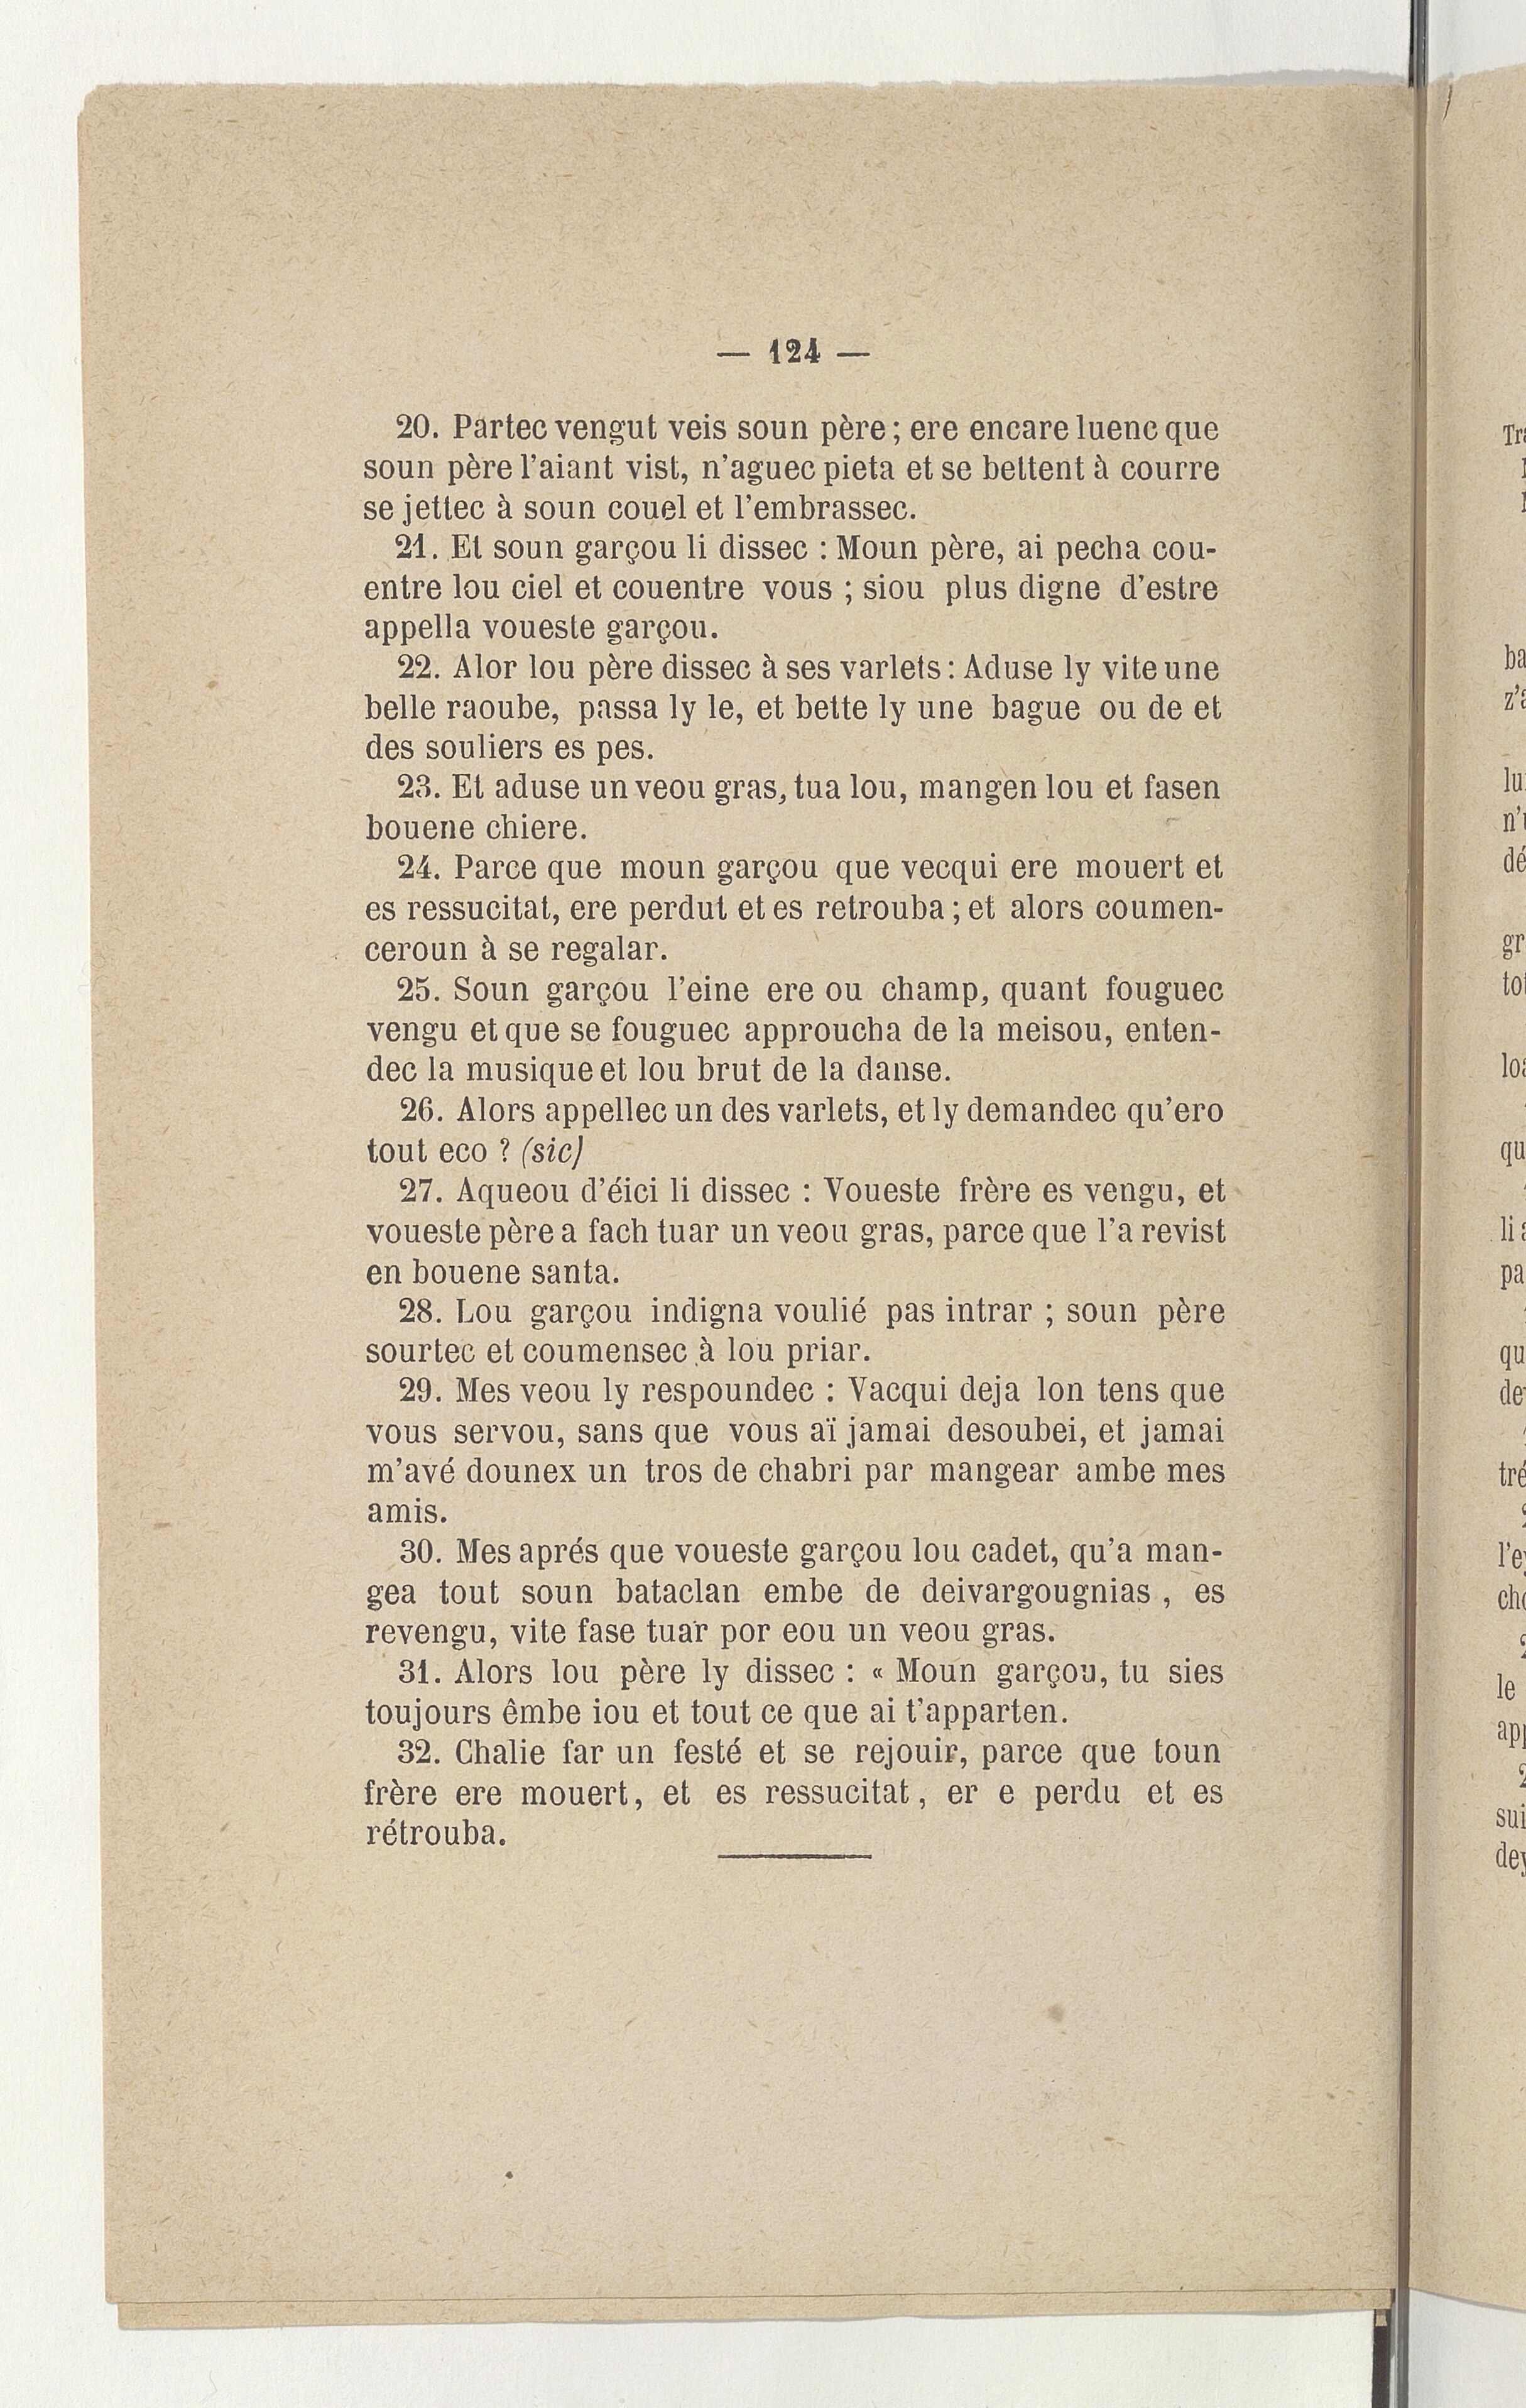 — 124 —
20. Partec vengut veis soun père ; ere encare luenc que
soun père l'aiant vist, n'aguec pieta et se bettent à courre
se jettec à soun couel et l'embrassec.
21. Et soun garçou li dissec : Moun père, ai pecha cou-
entre lou ciel et couentre vous ; siou plus digne d'estre
appella voueste garçou.
22. Alor lou père dissec à ses varlets : Aduse ly vite une
belle raoube, passa ly le, et bette ly une bague ou de et
des souliers es pes.
23. Et aduse un veou gras, tua lou, mangen lou et fasen
bouene chiere.
24. Parce que moun garçou que vecqui ere mouert et
es ressucitat, ere perdut et es retrouba ; et alors coumen-
ceroun à se regalar.
25. Soun garçou l'eine ere ou champ, quant fouguec
vengu et que se fouguec approucha de la meisou, enten-
dec la musique et lou brut de la danse.
26. Alors appellec un des varlets, et ly demandec qu'ero
tout eco ? (sic)
27. Aqueou d'éici li dissec : Voueste frère es vengu, et
voueste père a fach tuar un veou gras, parce que l'a revist
en bouene santa.
28. Lou garçou indigna voulié pas intrar ; soun père
sourtec et coumensec à lou priar.
29. Mes veou ly respoundec : Vacqui deja lon tens que
vous servou, sans que vous aï jamai desoubei, et jamai
m'avé dounex un tros de chabri par mangear ambe mes
amis.
30. Mes aprés que voueste garçou lou cadet, qu'a man-
gea tout soun bataclan embe de deivargougnias , es
revengu, vite fase tuar por eou un veou gras.
31. Alors lou père ly dissec : « Moun garçou, tu sies
toujours êmbe iou et tout ce que ai t'apparten.
32. Chalie far un festé et se rejouir, parce que toun
frère ere mouert, et es ressucitat, er e perdu et es
rétrouba.